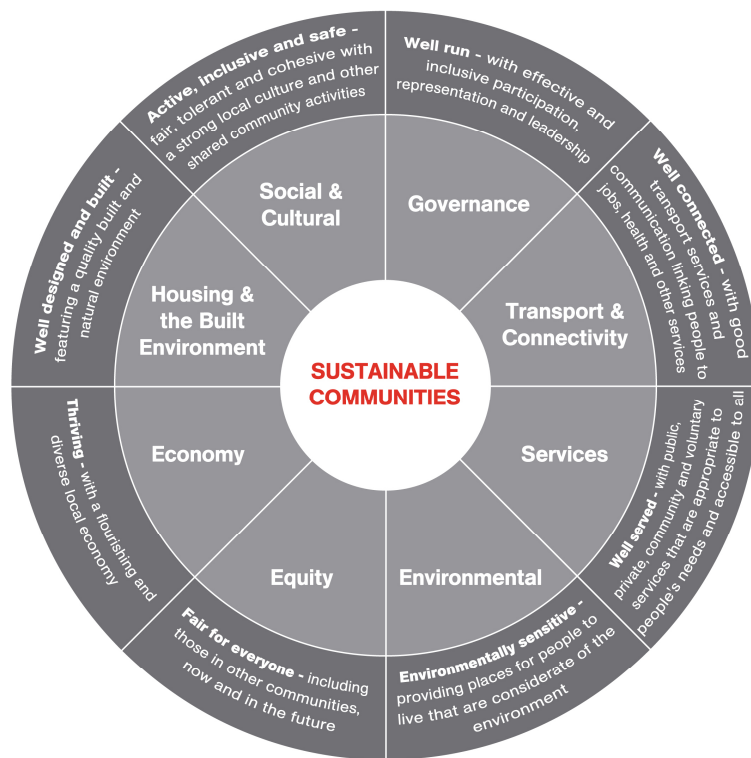 SUSTAINABLE
COMMUNITIES
Governance
Well run - with effective and
inclusive participation,
representation and leadership
Transport &
Connectivity
Well connected - with good
transport services and
communication linking people to
jobs, health and other services
Services
Well served - with public,
private, community and voluntary
services that are appropriate to
people's needs and accessible to all
Environmental
Environmentally sensitive -
providing places for people to
live that are considerate of the
environment
Equity
Fair for everyone - including
those in other communities,
now and in the future
Economy
Thriving - with a flourishing and
diverse local economy
Housing &
the Built
Environment
Well designed and built -
featuring a quality built and
natural environment
Social &
Cultural
Active, inclusive and safe -
fair, tolerant and cohesive with
a strong local culture and other
shared community activities